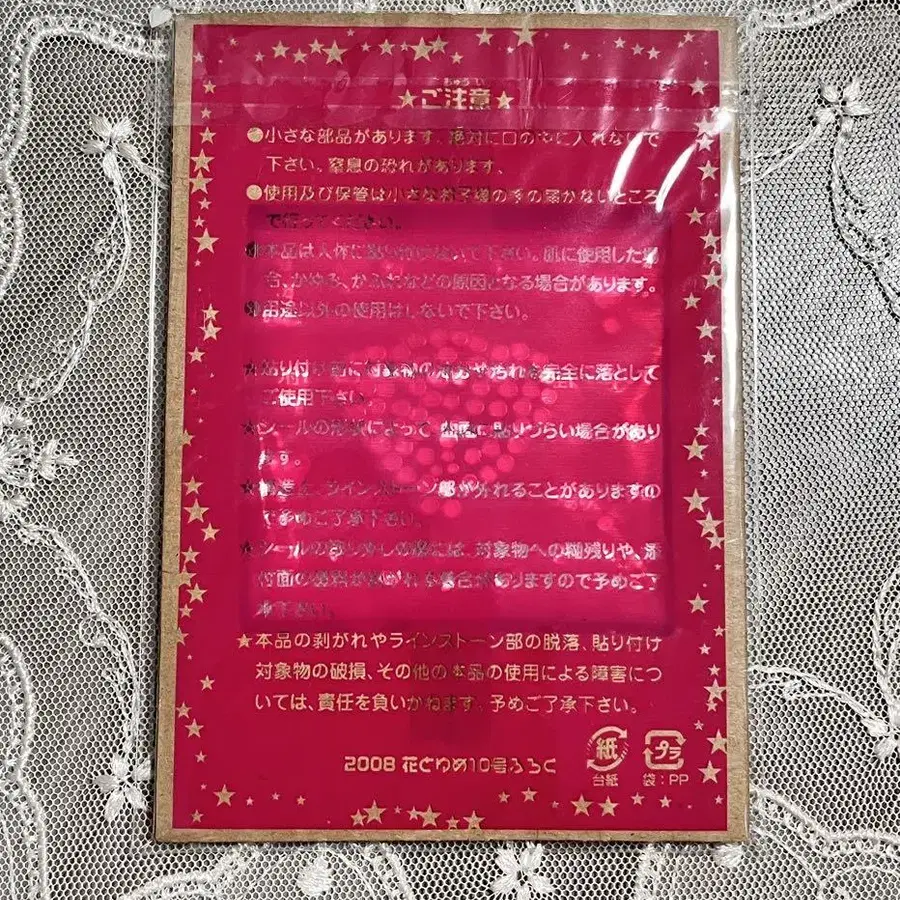 ちゅうい
★ご注意★
●小さな部品があります。絶対に口の中に入れないで
下さい。窒息の恐れがあります。
●使用及び保管は小さなお子様の手の届かないところ
で行ってください。
●本品は人体に貼り付けないで下さい。肌に使用した場
合、かゆみ、かぶれなどの原因となる場合があります。
●用途以外の使用はしないで下さい。
★貼り付け面に対象物の水分や汚れを完全に落として
ご使用下さい。
★シールの形状によって 曲面に貼りづらい場合があり
ます。
★構造上、ラインストーン部が外れることがありますの
で予めご了承下さい。
★シールの貼り外しの際には、対象物への糊残りや、添
付面の塗料が剥がれる場合がありますので予めご了
承下さい。
★本品の剥がれやラインストーン部の脱落、貼り付け
対象物の破損、その他の本品の使用による障害につ
いては、責任を負いかねます。予めご了承下さい。
2008 花とゆめ10号ふろく
紙 プラ
台紙 袋:PP